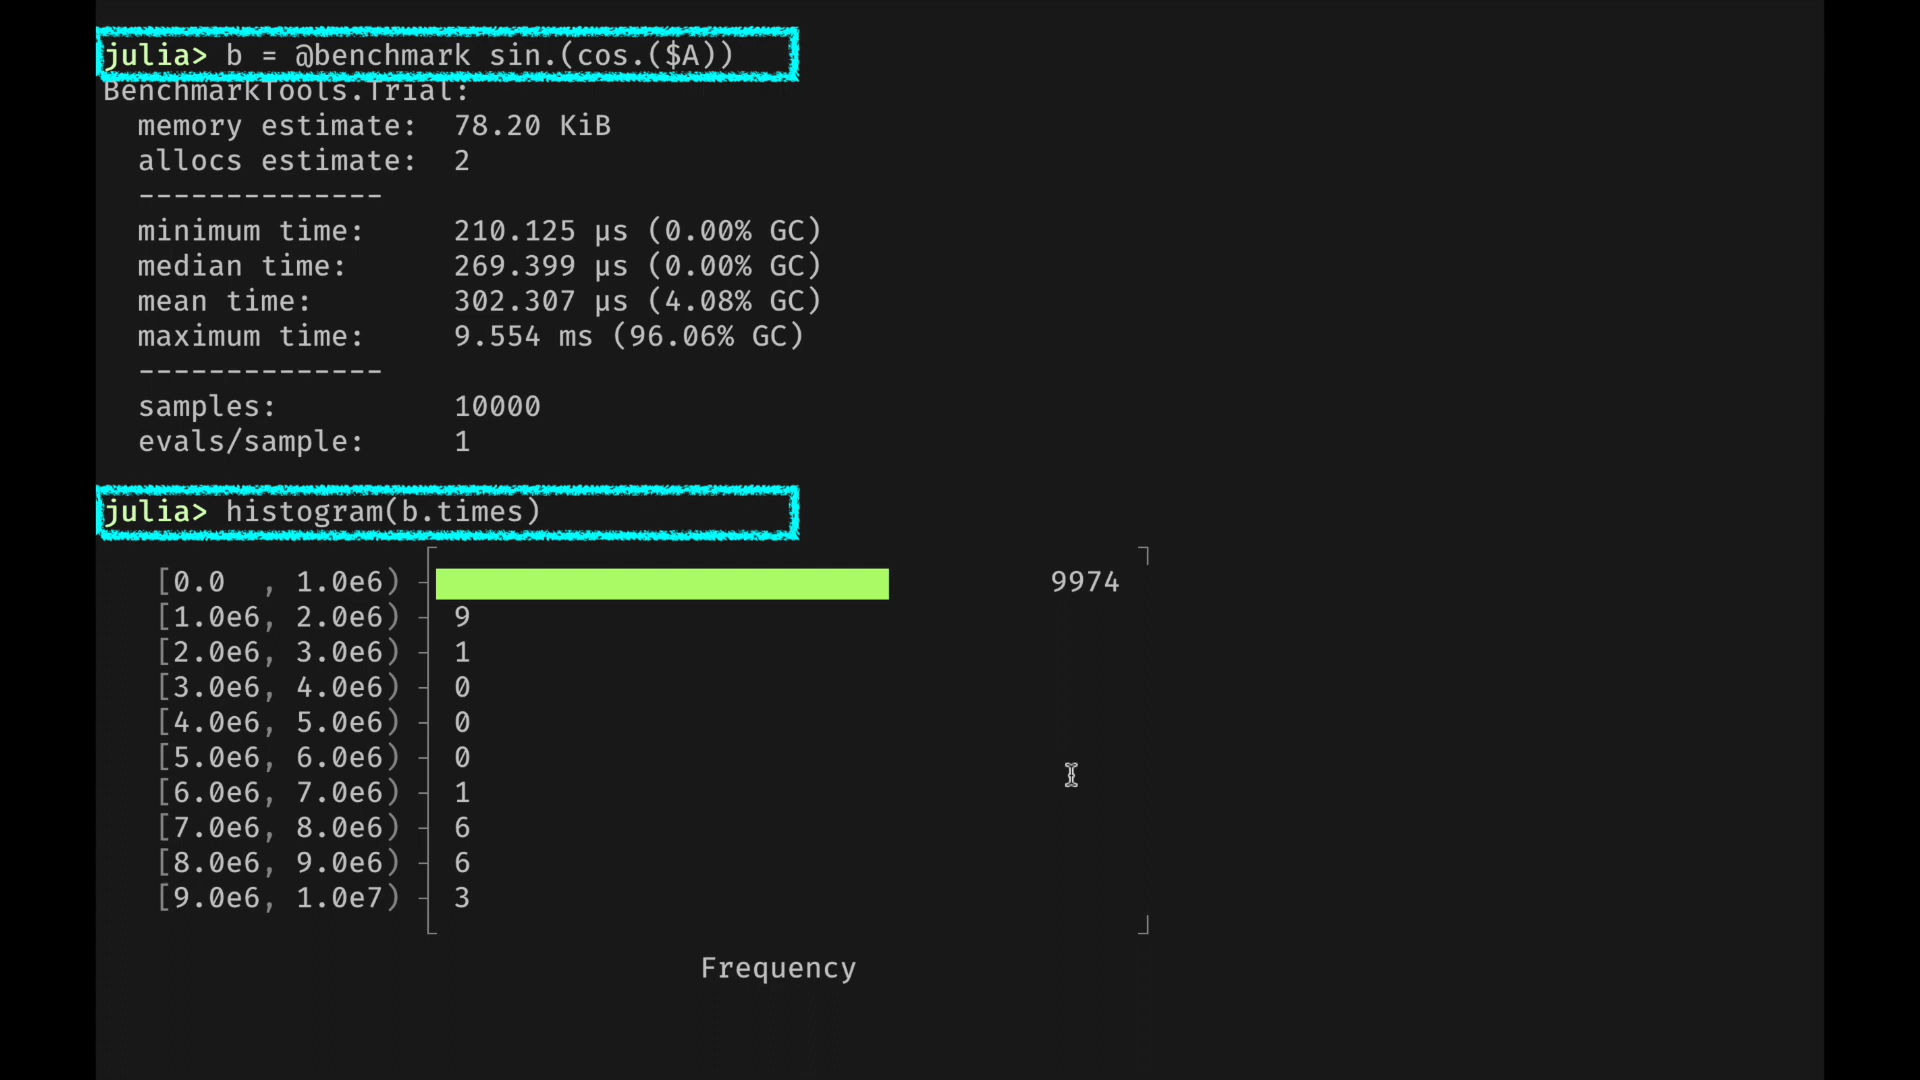 julia> b = @benchmark sin.(cos.($A))
BenchmarkTools.Trial:
memory estimate: 78.20 KiB
allocs estimate: 2
--------------
minimum time: 210.125 μs (0.00% GC)
median time: 269.399 μs (0.00% GC)
mean time: 302.307 μs (4.08% GC)
maximum time: 9.554 ms (96.06% GC)
--------------
samples: 10000
evals/sample: 1
julia> histogram(b.times)
[0.0 , 1.0e6) 9974
[1.0e6, 2.0e6) 9
[2.0e6, 3.0e6) 1
[3.0e6, 4.0e6) 0
[4.0e6, 5.0e6) 0
[5.0e6, 6.0e6) 0
[6.0e6, 7.0e6) 1
[7.0e6, 8.0e6) 6
[8.0e6, 9.0e6) 6
[9.0e6, 1.0e7) 3
Frequency